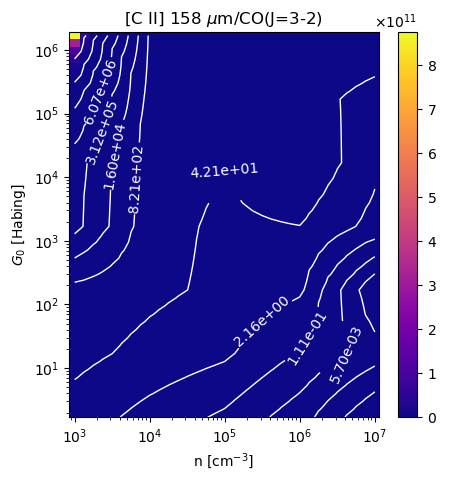 [C II] 158 μm/CO(J=3-2)
×10¹¹
10⁶
10⁵
10⁴
10³
10²
10¹
G₀ [Habing]
6.07e+06
3.12e+05
1.60e+04
8.21e+02
4.21e+01
2.16e+00
1.11e-01
5.70e-03
8
7
6
5
4
3
2
1
0
10³ 10⁴ 10⁵ 10⁶ 10⁷
n [cm⁻³]